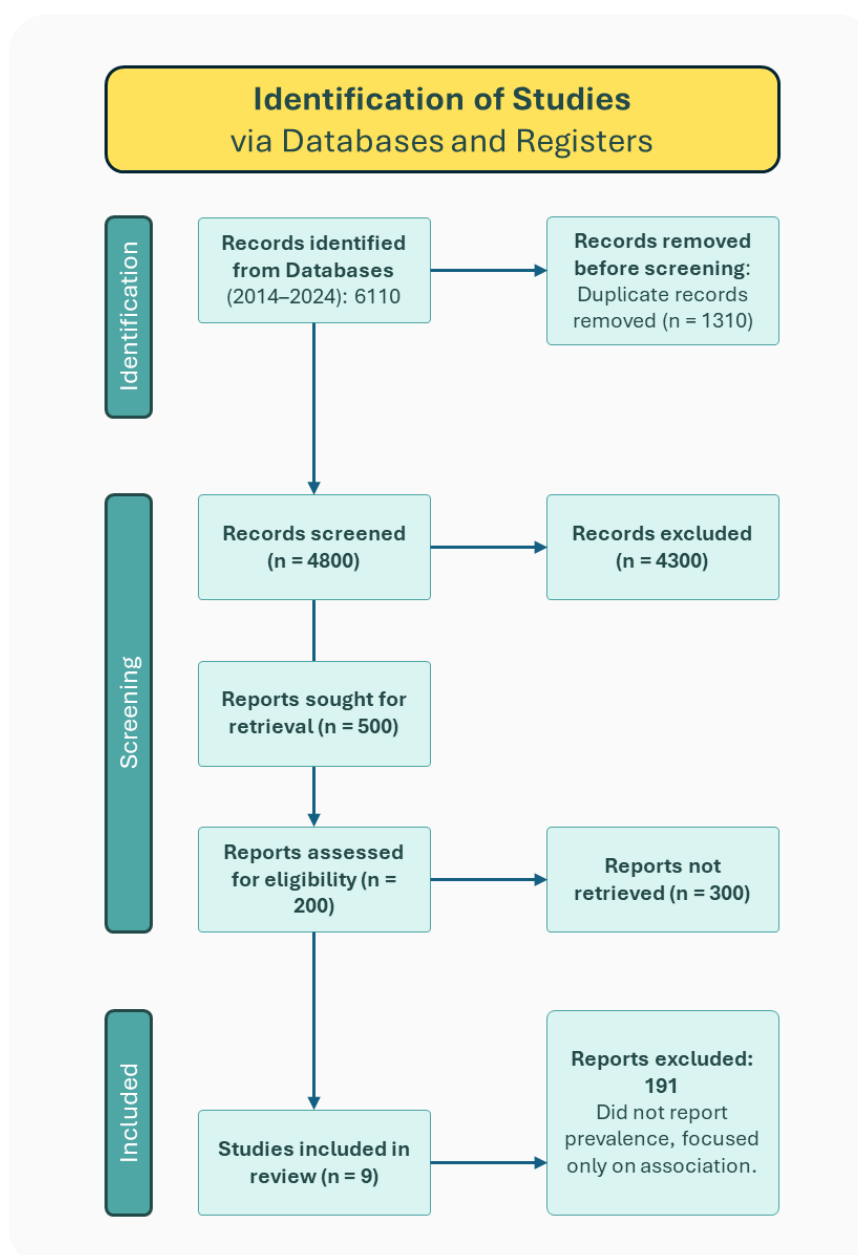 Identification of Studies
via Databases and Registers
Identification
Records identified
from Databases
(2014–2024): 6110
Records removed
before screening:
Duplicate records
removed (n = 1310)
Screening
Records screened
(n = 4800)
Records excluded
(n = 4300)
Reports sought for
retrieval (n = 500)
Reports assessed
for eligibility (n =
200)
Reports not
retrieved (n = 300)
Included
Studies included in
review (n = 9)
Reports excluded:
191
Did not report
prevalence, focused
only on association.